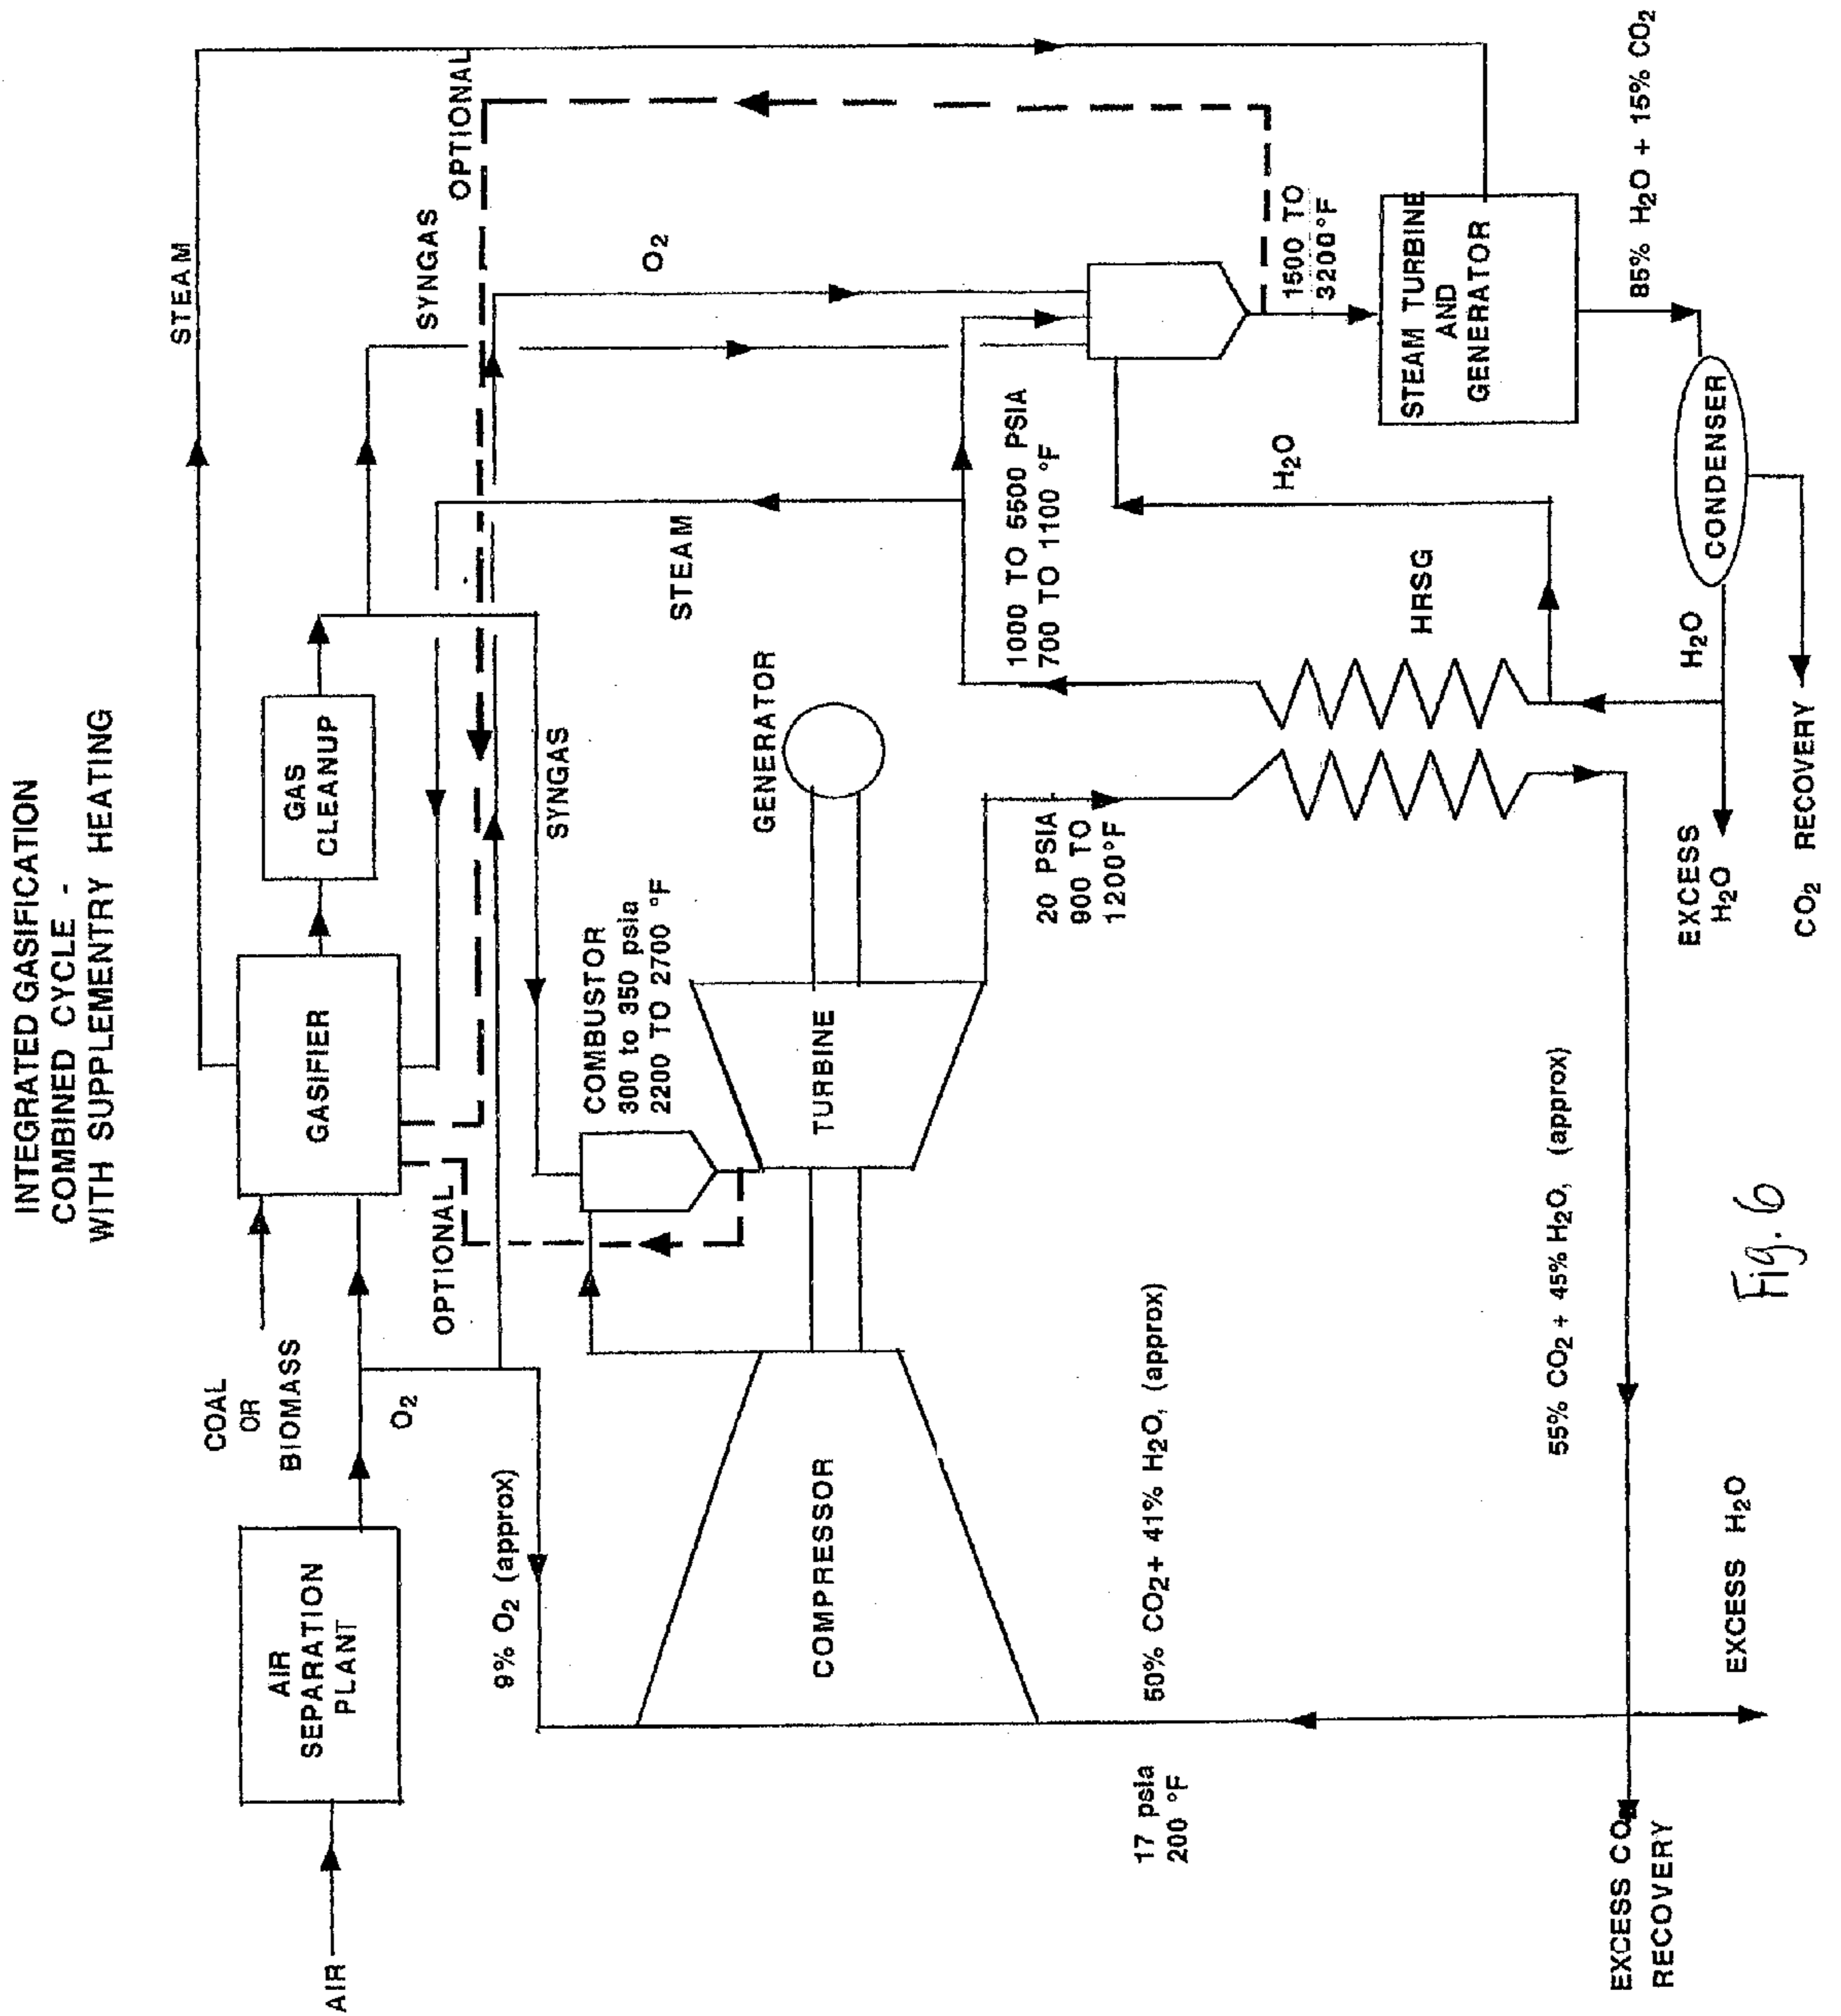 INTEGRATED GASIFICATION
COMBINED CYCLE -
WITH SUPPLEMENTRY HEATING
AIR
AIR
SEPARATION
PLANT
O₂
COAL
OR
BIOMASS
GASIFIER
GAS
CLEANUP
STEAM
SYNGAS
OPTIONAL
O₂
OPTIONAL
9% O₂ (approx)
SYNGAS
STEAM
COMBUSTOR
300 to 350 psia
2200 TO 2700 °F
COMPRESSOR
TURBINE
GENERATOR
1000 TO 5500 PSIA
700 TO 1100 °F
20 PSIA
900 TO
1200°F
HRSG
H₂O
1500 TO
3200°F
STEAM TURBINE
AND
GENERATOR
85% H₂O + 15% CO₂
CONDENSER
H₂O
EXCESS
H₂O
CO₂ RECOVERY
17 psia
200 °F
50% CO₂+ 41% H₂O, (approx)
55% CO₂ + 45% H₂O, (approx)
EXCESS CO₂
RECOVERY
EXCESS H₂O
Fig. 6